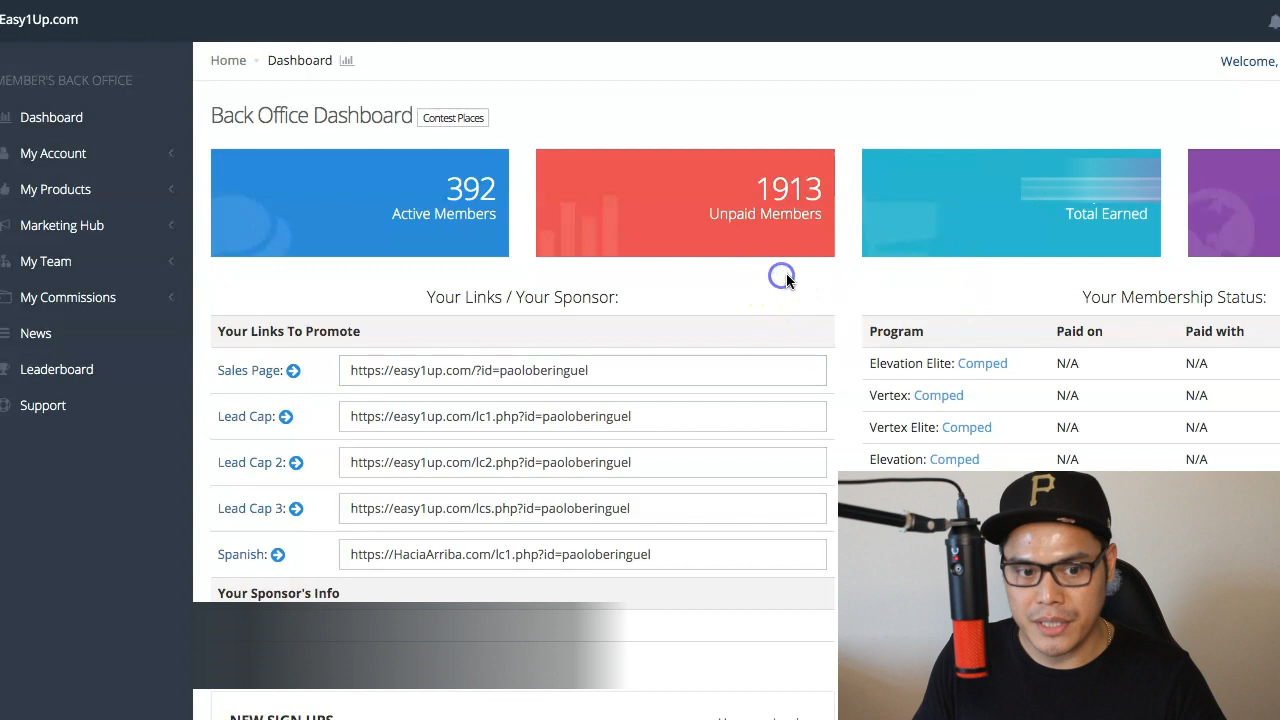 Easy1Up.com
MEMBER'S BACK OFFICE
Dashboard
My Account
My Products
Marketing Hub
My Team
My Commissions
News
Leaderboard
Support
Home Dashboard
Welcome,
Back Office Dashboard Contest Places
392
Active Members
1913
Unpaid Members
Total Earned
Your Links / Your Sponsor:
Your Links To Promote
Sales Page: https://easy1up.com/?id=paoloberinguel
Lead Cap: https://easy1up.com/lc1.php?id=paoloberinguel
Lead Cap 2: https://easy1up.com/lc2.php?id=paoloberinguel
Lead Cap 3: https://easy1up.com/lcs.php?id=paoloberinguel
Spanish: https://HaciaArriba.com/lc1.php?id=paoloberinguel
Your Sponsor's Info
NEW SIGN UPS
Your Membership Status:
Program Paid on Paid with
Elevation Elite: Comped N/A N/A
Vertex: Comped N/A N/A
Vertex Elite: Comped N/A N/A
Elevation: Comped N/A N/A
P